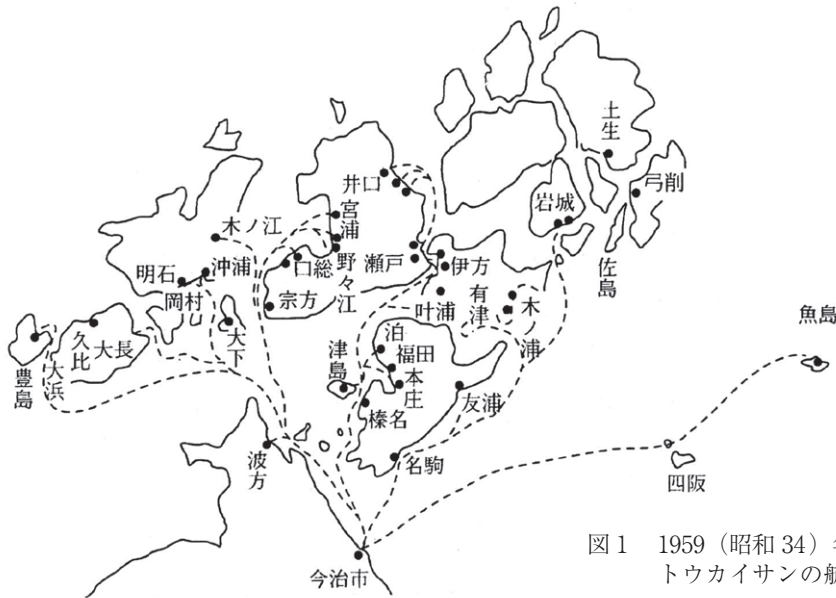 土生
弓削
岩城
佐島
井口
宮浦
木ノ江
野々江
瀬戸
伊方
口総
明石
沖浦
岡村
宗方
叶浦
有津
木浦
魚島
久比
大長
大下
泊
福田
豊島
大浜
津島
本庄
榛名
友浦
波方
名駒
四阪
今治市
図1 1959（昭和34）
トウカイサンの